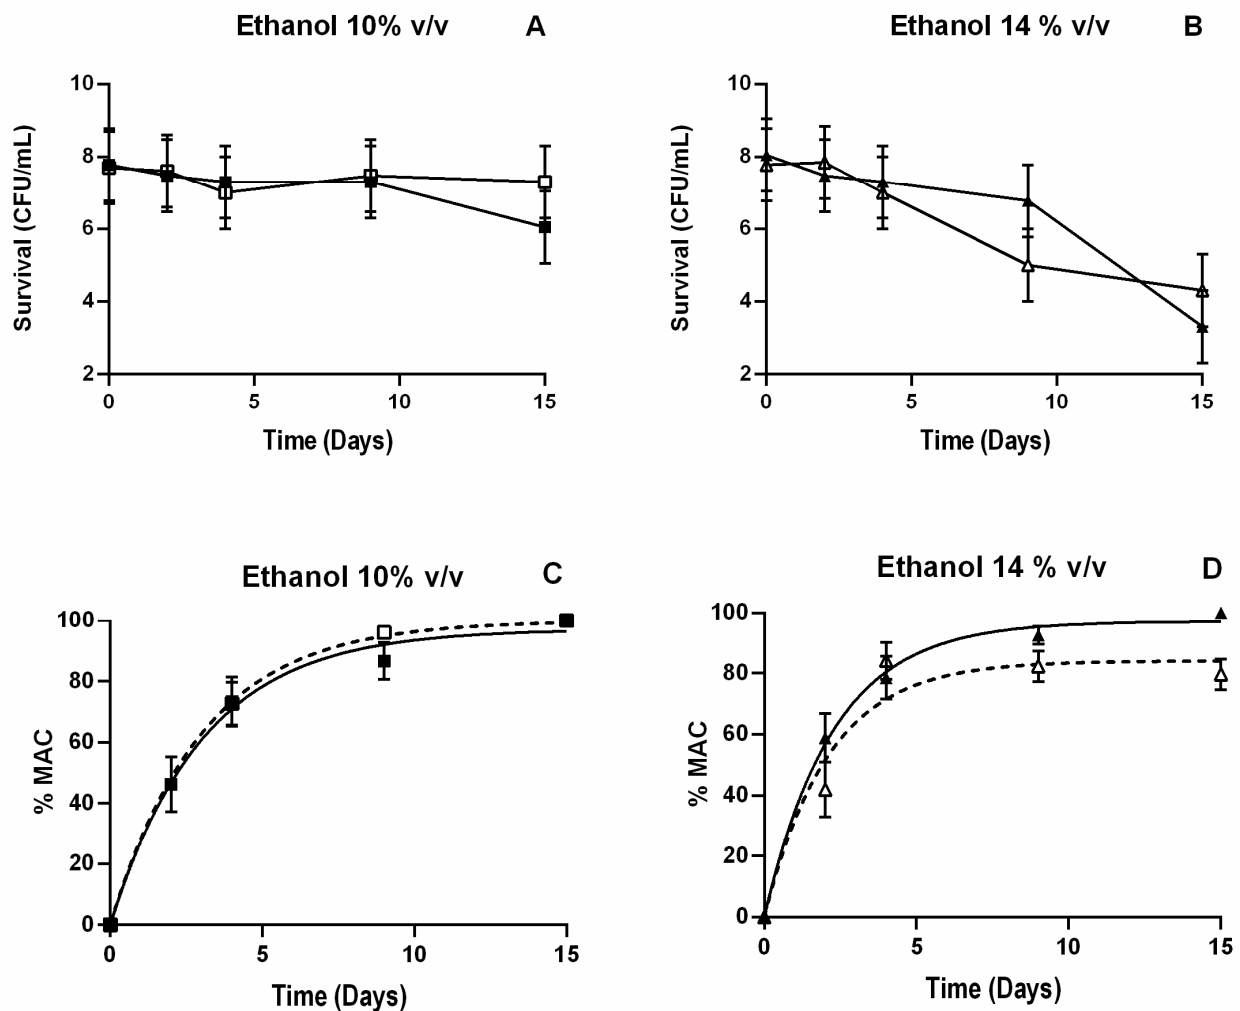 Ethanol 10% v/v A
Ethanol 14 % v/v B
10
8
6
4
2
Survival (CFU/mL)
0 5 10 15
Time (Days)
10
8
6
4
2
Survival (CFU/mL)
0 5 10 15
Time (Days)
Ethanol 10% v/v C
Ethanol 14 % v/v D
100
80
60
40
20
0
% MAC
0 5 10 15
Time (Days)
100
80
60
40
20
0
% MAC
0 5 10 15
Time (Days)